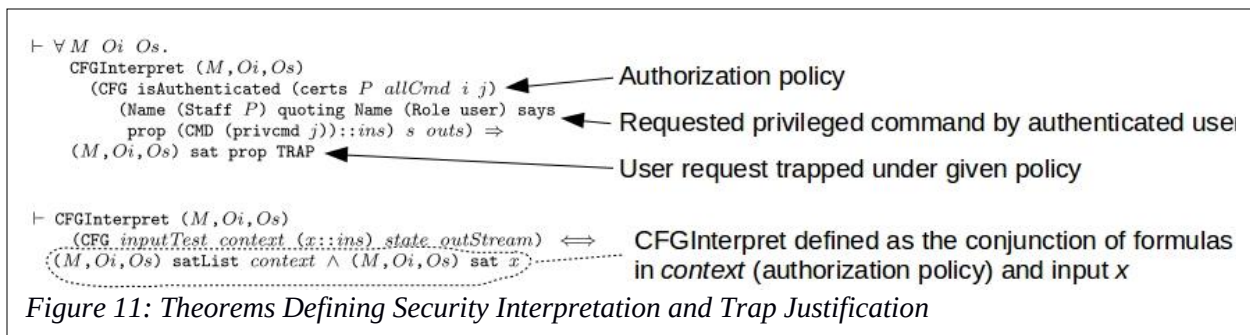 ⊢ ∀ M Oi Os.
CFGInterpret (M,Oi,Os)
(CFG isAuthenticated (certs P allCmd i j)
Authorization policy
(Name (Staff P) quoting Name (Role user) says
prop (CMD (privcmd j))::ins) s outs) ⇒
Requested privileged command by authenticated user
(M,Oi,Os) sat prop TRAP
User request trapped under given policy
⊢ CFGInterpret (M,Oi,Os)
(CFG inputTest context (x::ins) state outStream) ⟺
(M,Oi,Os) satList context ∧ (M,Oi,Os) sat x
CFGInterpret defined as the conjunction of formulas
in context (authorization policy) and input x
Figure 11: Theorems Defining Security Interpretation and Trap Justification